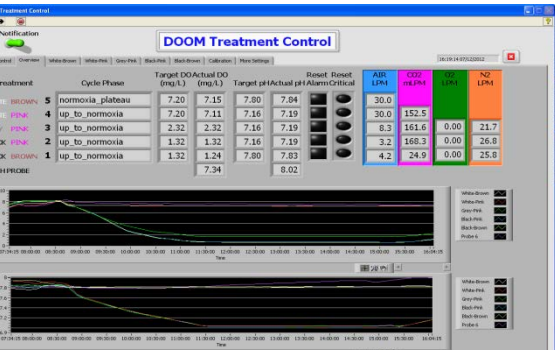 Treatment Control
Notification
DOOM Treatment Control
Overview White-Brown White-Pink Grey-Pink Black-Pink Black-Brown Calibration More Settings
Target DO Actual DO Reset Reset AIR CO2 O2 N2
Cycle Phase (mg/L) (mg/L) Target pH Actual pH Alarm Critical LPM mLPM LPM LPM
BROWN 5 normoxia_plateau 7.20 7.15 7.80 7.84 30.0
PINK 4 up_to_normoxia 7.20 7.11 7.16 7.19 30.0 152.5
PINK 3 up_to_normoxia 2.32 2.32 7.16 7.19 8.3 161.6 0.00 21.7
PINK 2 up_to_normoxia 1.32 1.32 7.16 7.19 3.2 168.3 0.00 26.8
BROWN 1 up_to_normoxia 1.32 1.24 7.80 7.83 4.2 24.9 0.00 25.8
PROBE 7.34 8.02
White-Brown
White-Pink
Grey-Pink
Black-Pink
Black-Brown
Probe 6
Time
White-Brown
White-Pink
Grey-Pink
Black-Pink
Black-Brown
Probe 6
Time